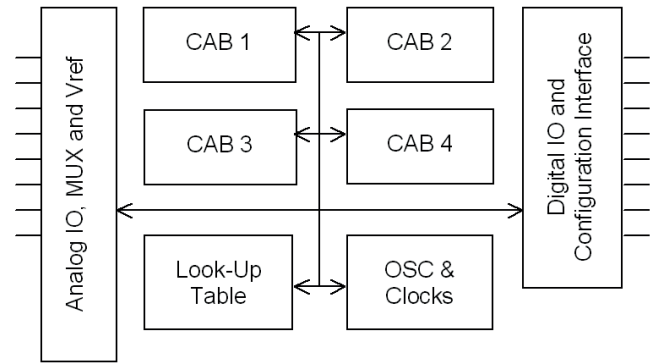 Analog IO, MUX and Vref
CAB 1
CAB 2
CAB 3
CAB 4
Look-Up
Table
OSC &
Clocks
Digital IO and
Configuration Interface